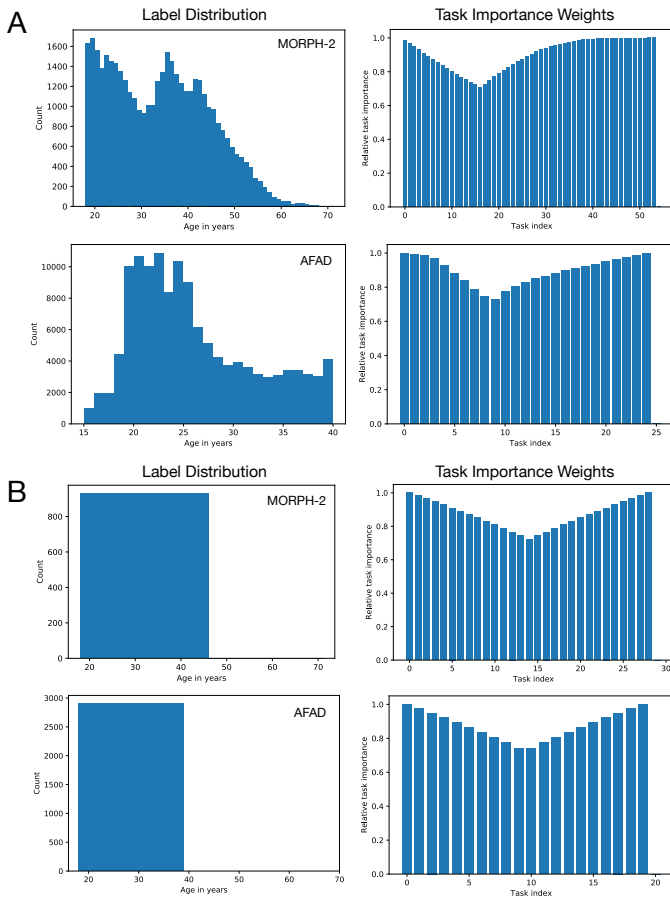 A
Label Distribution
Task Importance Weights
MORPH-2
Count
1600
1400
1200
1000
800
600
400
200
0
20 30 40 50 60 70
Age in years
Relative task importance
1.0
0.8
0.6
0.4
0.2
0.0
0 10 20 30 40 50
Task index
AFAD
Count
10000
8000
6000
4000
2000
0
15 20 25 30 35 40
Age in years
Relative task importance
1.0
0.8
0.6
0.4
0.2
0.0
0 5 10 15 20 25
Task index
B
Label Distribution
Task Importance Weights
MORPH-2
Count
800
600
400
200
0
20 30 40 50 60 70
Age in years
Relative task importance
1.0
0.8
0.6
0.4
0.2
0.0
0 5 10 15 20 25 30
Task index
AFAD
Count
3000
2500
2000
1500
1000
500
0
20 30 40 50 60 70
Age in years
Relative task importance
1.0
0.8
0.6
0.4
0.2
0.0
0 5 10 15 20
Task index